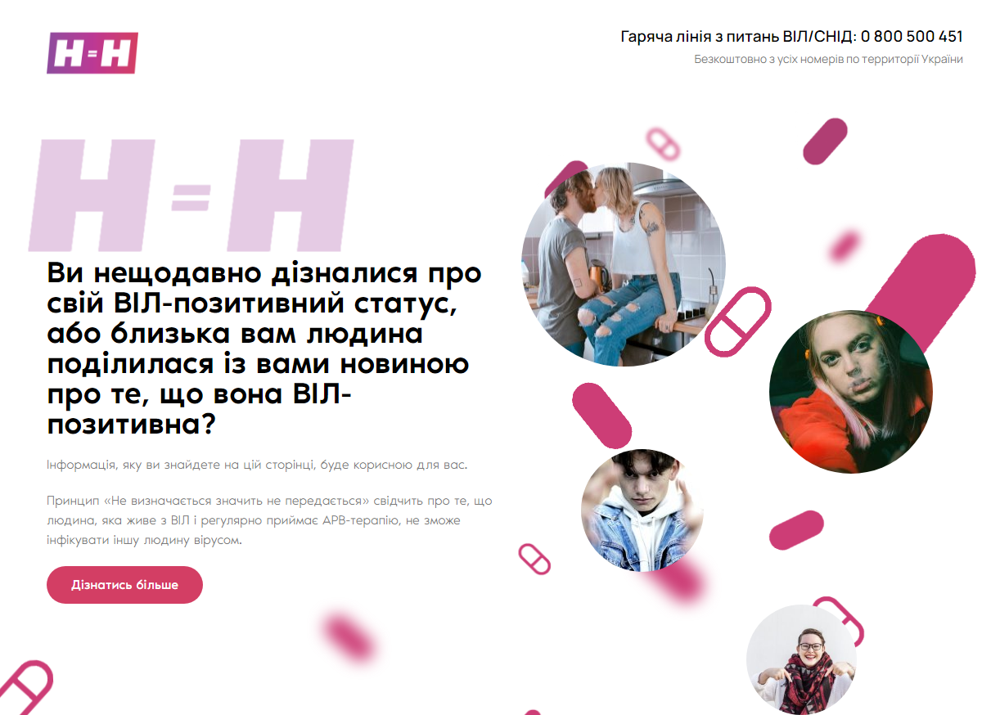 Н=Н
Гаряча лінія з питань ВІЛ/СНІД: 0 800 500 451
Безкоштовно з усіх номерів по території України
Н=Н
Ви нещодавно дізналися про
свій ВІЛ-позитивний статус,
або близька вам людина
поділилася із вами новиною
про те, що вона ВІЛ-
позитивна?
Інформація, яку ви знайдете на цій сторінці, буде корисною для вас.
Принцип «Не визначається значить не передається» свідчить про те, що
людина, яка живе з ВІЛ і регулярно приймає АРВ-терапію, не зможе
інфікувати іншу людину вірусом.
Дізнатись більше